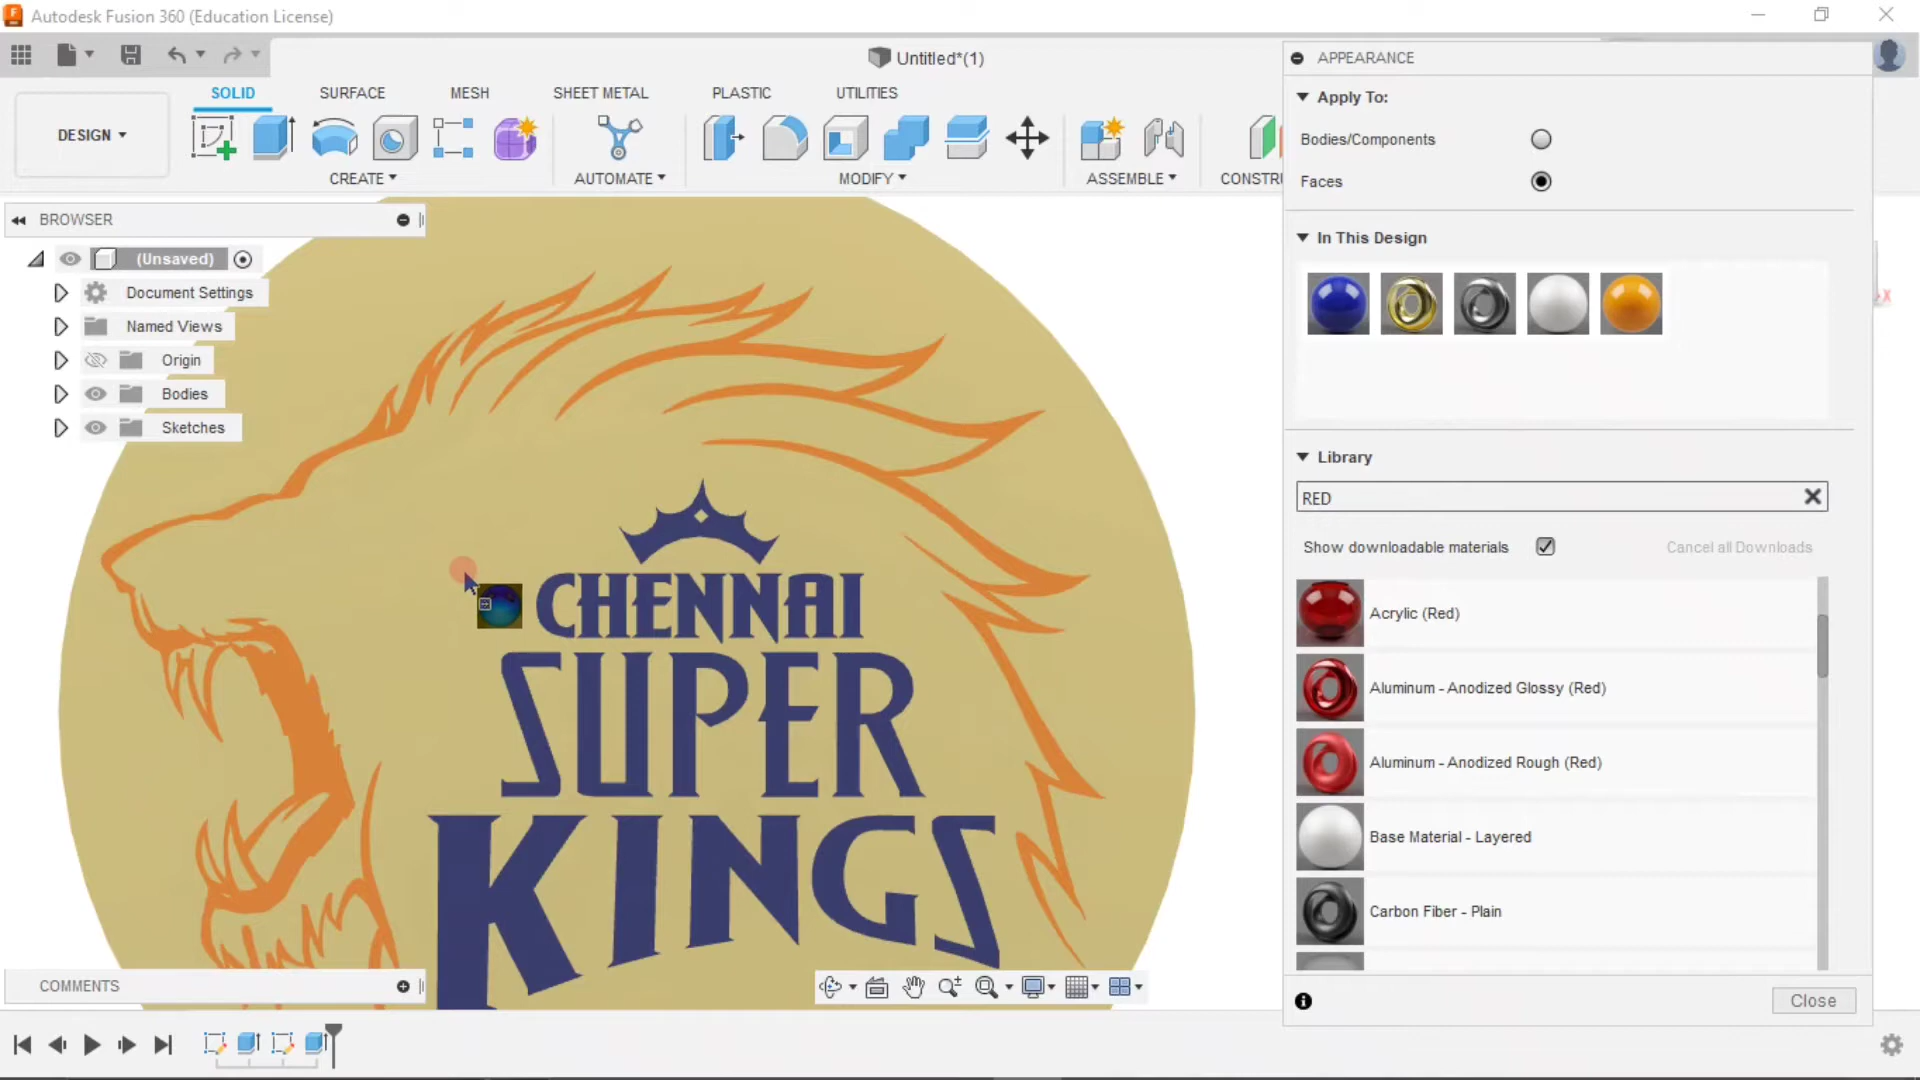 Autodesk Fusion 360 (Education License)
Untitled*(1)
DESIGN
SOLID
SURFACE
MESH
SHEET METAL
PLASTIC
UTILITIES
CREATE
AUTOMATE
MODIFY
ASSEMBLE
CONSTRU
BROWSER
(Unsaved)
Document Settings
Named Views
Origin
Bodies
Sketches
CHENNAI
SUPER
KINGS
COMMENTS
APPEARANCE
Apply To:
Bodies/Components
Faces
In This Design
Library
RED
Show downloadable materials
Cancel all Downloads
Acrylic (Red)
Aluminum - Anodized Glossy (Red)
Aluminum - Anodized Rough (Red)
Base Material - Layered
Carbon Fiber - Plain
Close
X